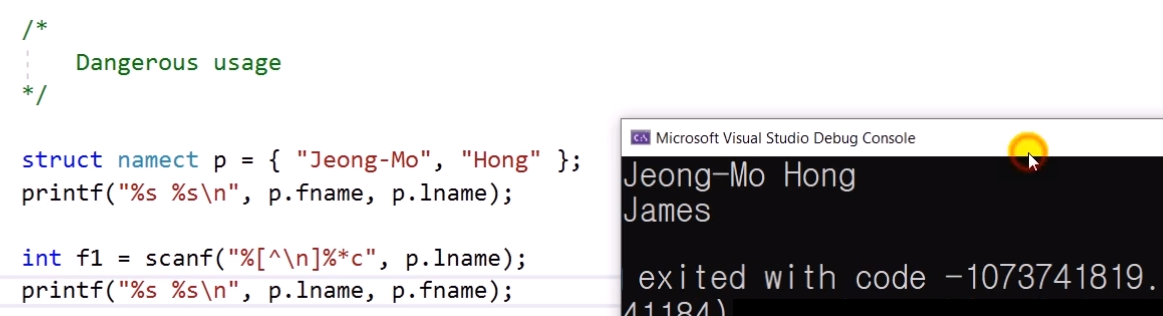 /*
Dangerous usage
*/
struct namect p = { "Jeong-Mo", "Hong" };
printf("%s %s\n", p.fname, p.lname);
int f1 = scanf("%[^\n]%*c", p.lname);
printf("%s %s\n", p.lname, p.fname);
C:\ Microsoft Visual Studio Debug Console
Jeong-Mo Hong
James
exited with code -1073741819.
41184)